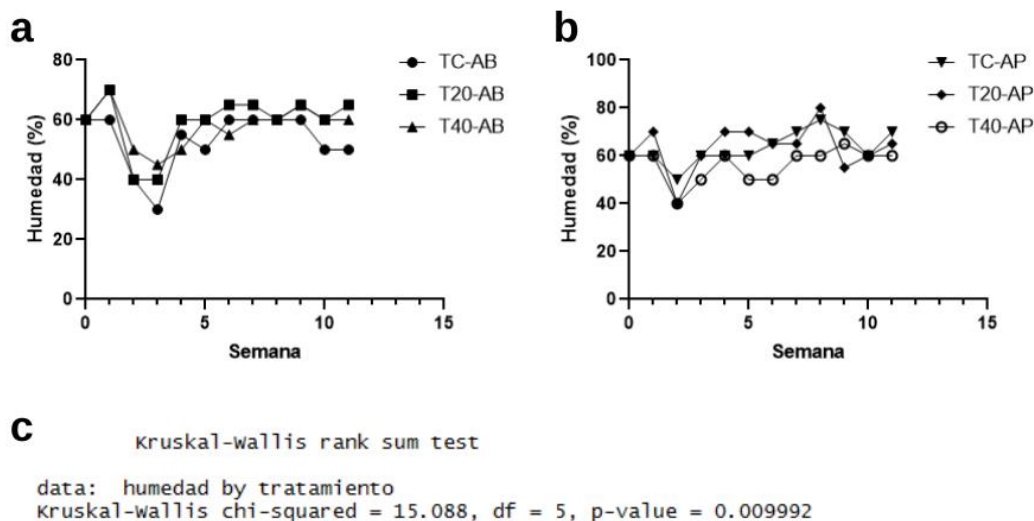 a
80
60
40
20
0
Humedad (%)
0
5
10
15
Semana
TC-AB
T20-AB
T40-AB
b
100
80
60
40
20
0
Humedad (%)
0
5
10
15
Semana
TC-AP
T20-AP
T40-AP
c
Kruskal-Wallis rank sum test
data: humedad by tratamiento
Kruskal-Wallis chi-squared = 15.088, df = 5, p-value = 0.009992